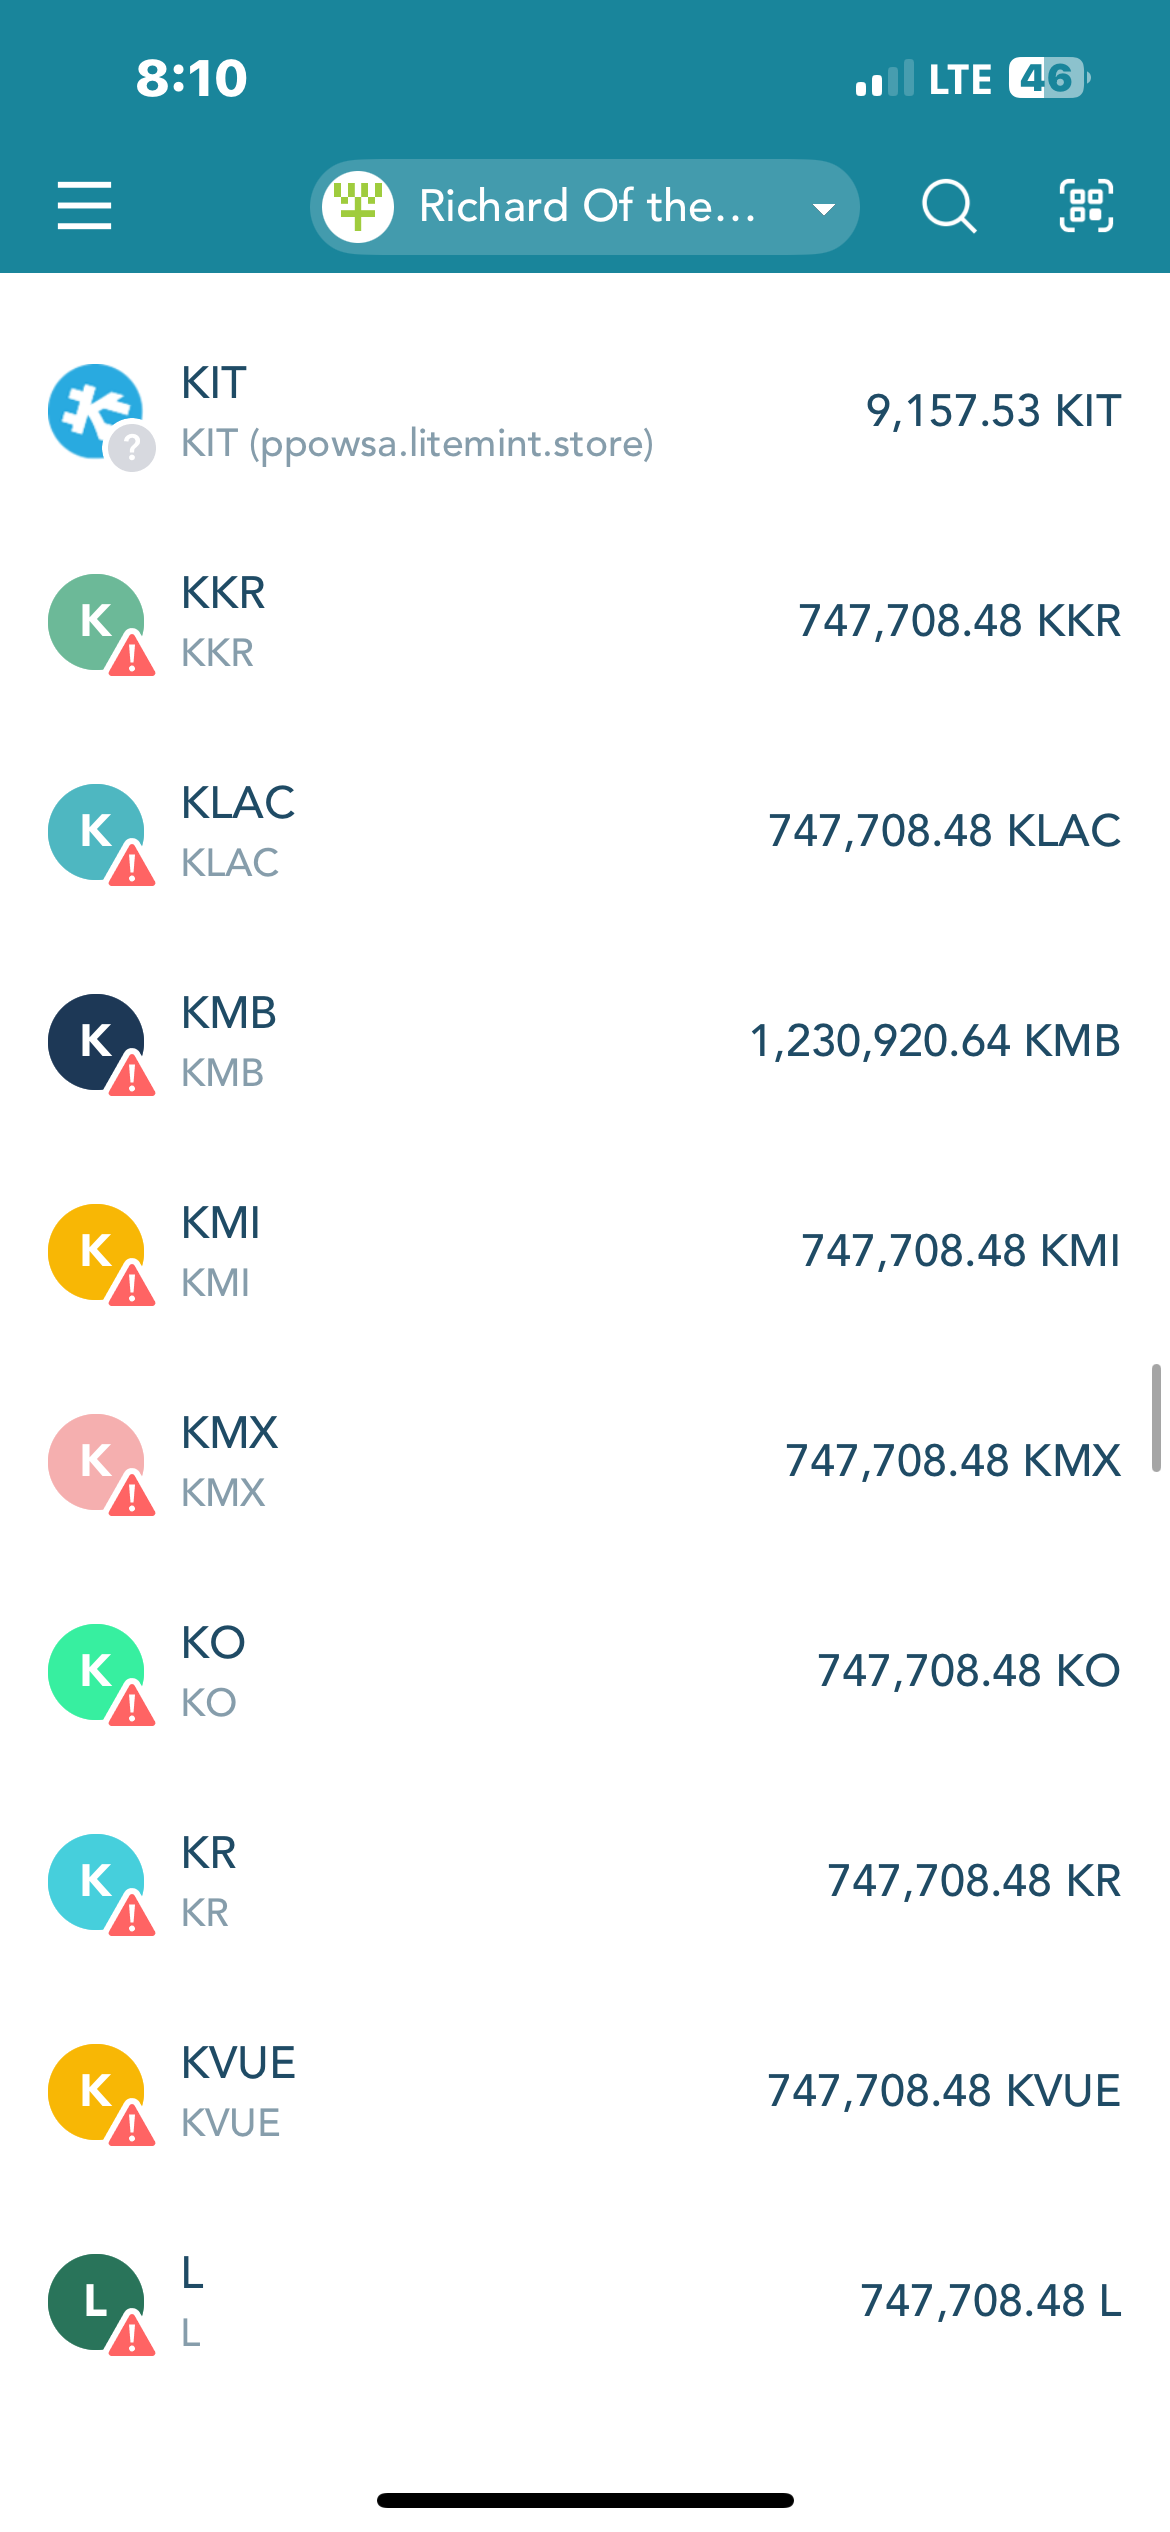 8:10
LTE 46
Richard Of the...
KIT
KIT (ppowsa.litemint.store)
9,157.53 KIT
?
K
KKR
KKR
747,708.48 KKR
!
K
KLAC
KLAC
747,708.48 KLAC
!
K
KMB
KMB
1,230,920.64 KMB
!
K
KMI
KMI
747,708.48 KMI
!
K
KMX
KMX
747,708.48 KMX
!
K
KO
KO
747,708.48 KO
!
K
KR
KR
747,708.48 KR
!
K
KVUE
KVUE
747,708.48 KVUE
!
L
L
L
747,708.48 L
!